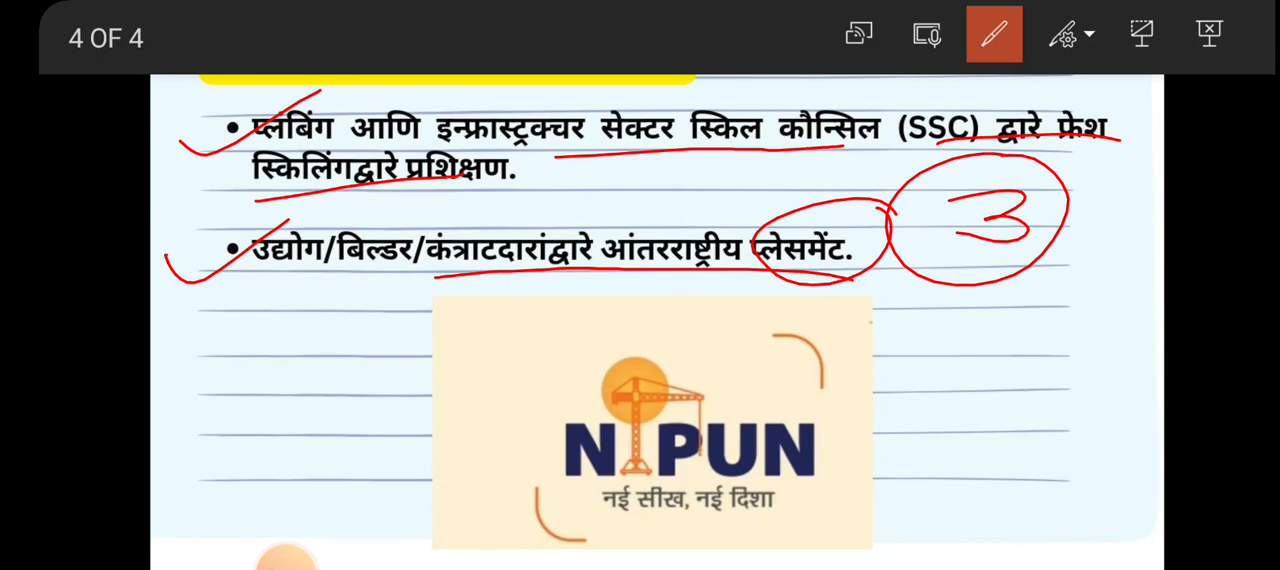 4 OF 4
• प्लंबिंग आणि इन्फ्रास्ट्रक्चर सेक्टर स्किल कौन्सिल (SSC) द्वारे फ्रेश
स्किलिंगद्वारे प्रशिक्षण.
3
• उद्योग/बिल्डर/कंत्राटदारांद्वारे आंतरराष्ट्रीय प्लेसमेंट.
NIPUN
नई सीख, नई दिशा